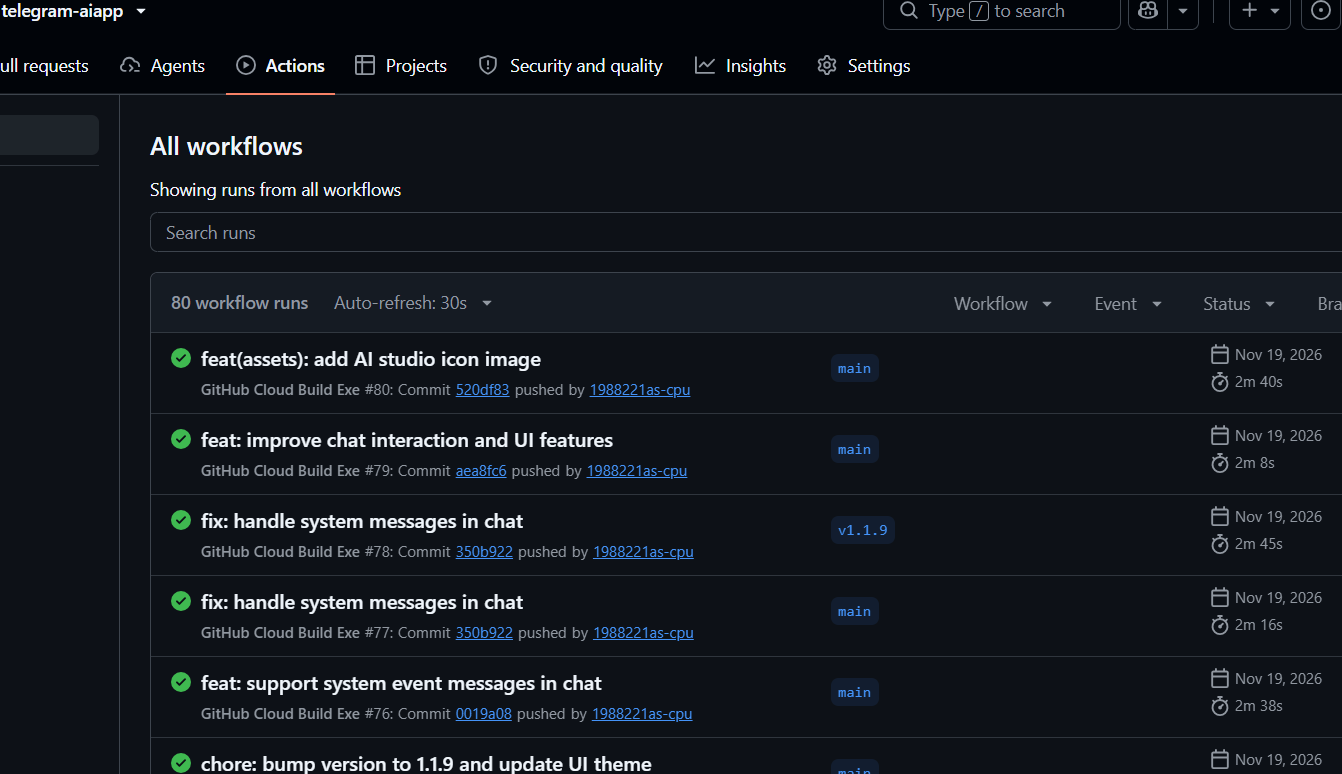 telegram-aiapp
Type / to search
ull requests
Agents
Actions
Projects
Security and quality
Insights
Settings
All workflows
Showing runs from all workflows
Search runs
80 workflow runs
Auto-refresh: 30s
Workflow
Event
Status
Bra
feat(assets): add AI studio icon image
GitHub Cloud Build Exe #80: Commit 520df83 pushed by 1988221as-cpu
main
Nov 19, 2026
2m 40s
feat: improve chat interaction and UI features
GitHub Cloud Build Exe #79: Commit aea8fc6 pushed by 1988221as-cpu
main
Nov 19, 2026
2m 8s
fix: handle system messages in chat
GitHub Cloud Build Exe #78: Commit 350b922 pushed by 1988221as-cpu
v1.1.9
Nov 19, 2026
2m 45s
fix: handle system messages in chat
GitHub Cloud Build Exe #77: Commit 350b922 pushed by 1988221as-cpu
main
Nov 19, 2026
2m 16s
feat: support system event messages in chat
GitHub Cloud Build Exe #76: Commit 0019a08 pushed by 1988221as-cpu
main
Nov 19, 2026
2m 38s
chore: bump version to 1.1.9 and update UI theme
main
Nov 19, 2026